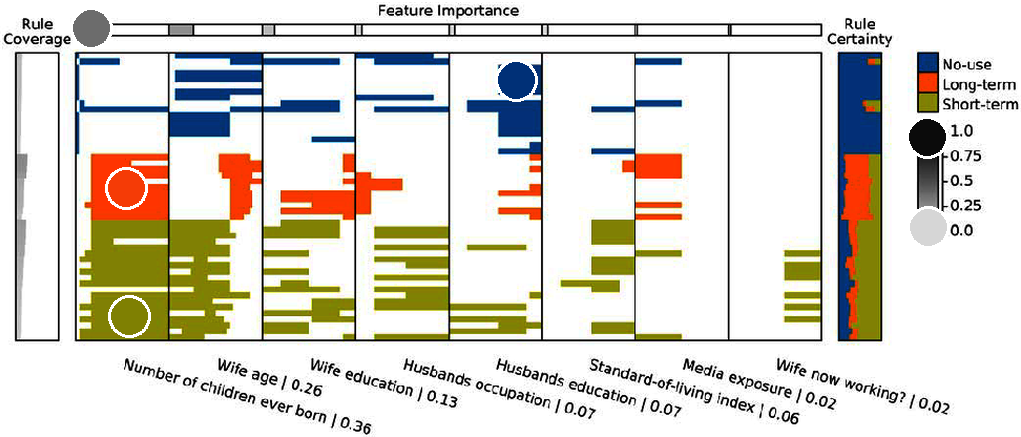 Feature Importance
Rule
Coverage
Rule
Certainty
No-use
Long-term
Short-term
1.0
0.75
0.5
0.25
0.0
Number of children ever born | 0.36
Wife age | 0.26
Wife education | 0.13
Husbands occupation | 0.07
Husbands education | 0.07
Standard-of-living index | 0.06
Media exposure | 0.02
Wife now working? | 0.02